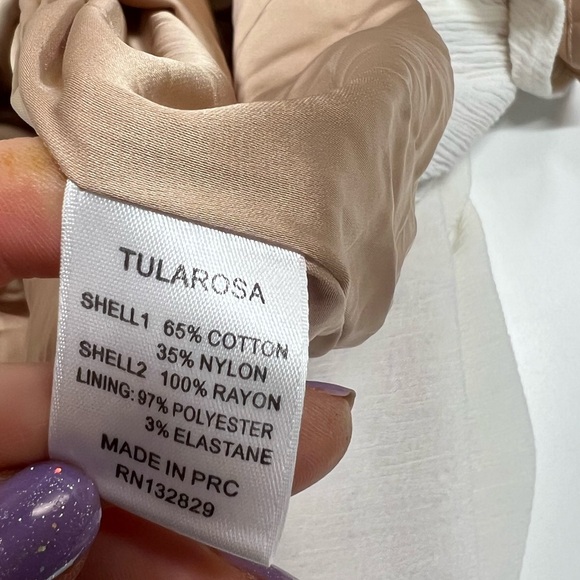 TULAROSA
SHELL1 65% COTTON
35% NYLON
SHELL2 100% RAYON
LINING: 97% POLYESTER
3% ELASTANE
MADE IN PRC
RN132829